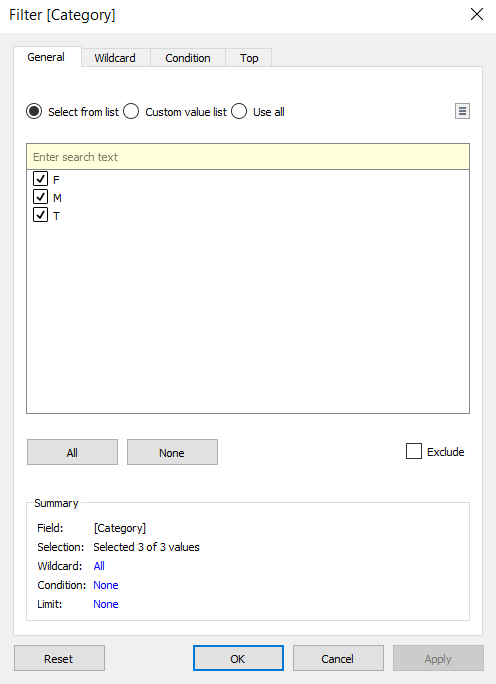 Filter [Category]
General Wildcard Condition Top
Select from list Custom value list Use all
Enter search text
F
M
T
All None Exclude
Summary
Field: [Category]
Selection: Selected 3 of 3 values
Wildcard: All
Condition: None
Limit: None
Reset OK Cancel Apply